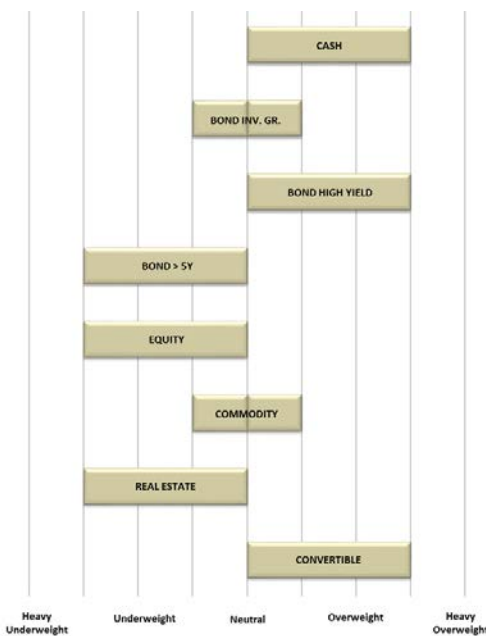 CASH
BOND INV. GR.
BOND HIGH YIELD
BOND > 5Y
EQUITY
COMMODITY
REAL ESTATE
CONVERTIBLE
Heavy Underweight Neutral Overweight Heavy
Underweight Overweight